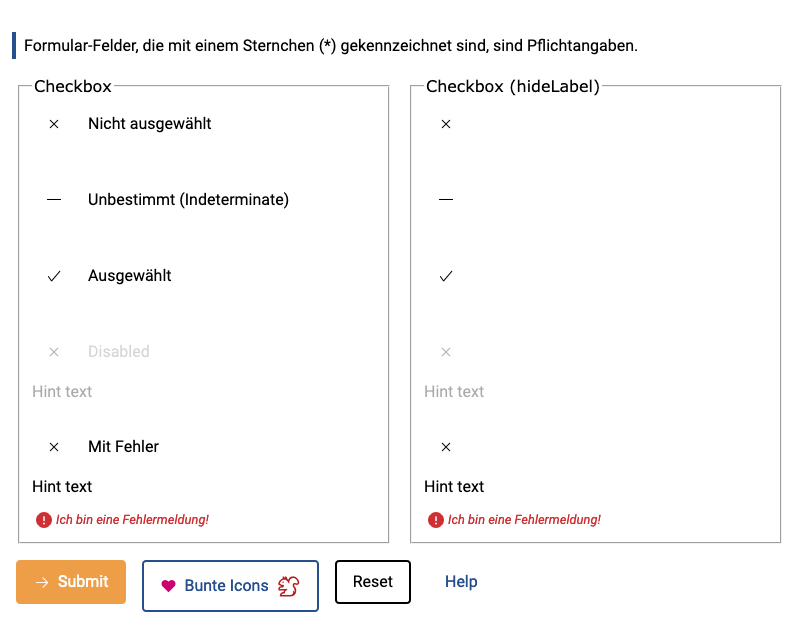 Formular-Felder, die mit einem Sternchen (*) gekennzeichnet sind, sind Pflichtangaben.
Checkbox
Nicht ausgewählt
Unbestimmt (Indeterminate)
Ausgewählt
Disabled
Hint text
Mit Fehler
Hint text
Ich bin eine Fehlermeldung!
Checkbox (hideLabel)
Hint text
Hint text
Ich bin eine Fehlermeldung!
Submit
Bunte Icons
Reset
Help